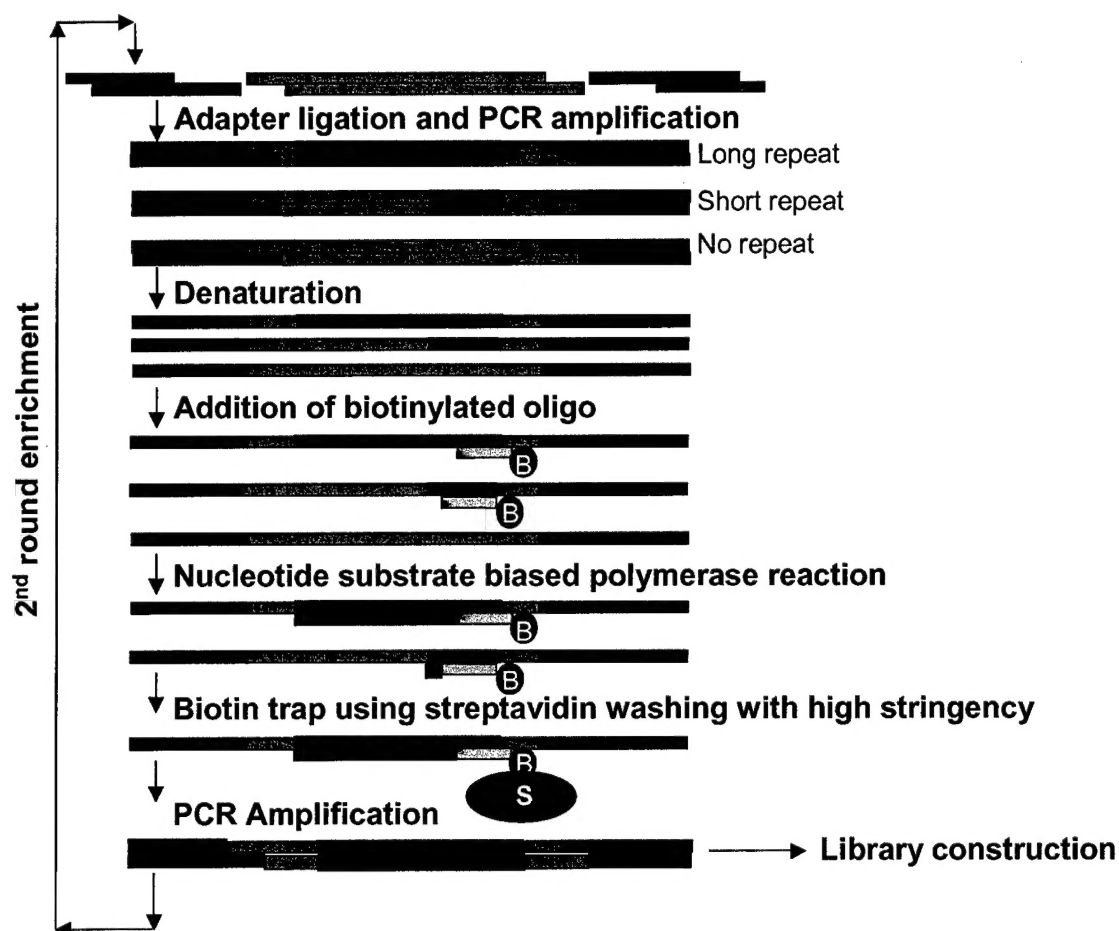 Adapter ligation and PCR amplification
Long repeat
Short repeat
No repeat
Denaturation
Addition of biotinylated oligo
B
B
Nucleotide substrate biased polymerase reaction
B
B
Biotin trap using streptavidin washing with high stringency
B
S
PCR Amplification
Library construction
2nd round enrichment